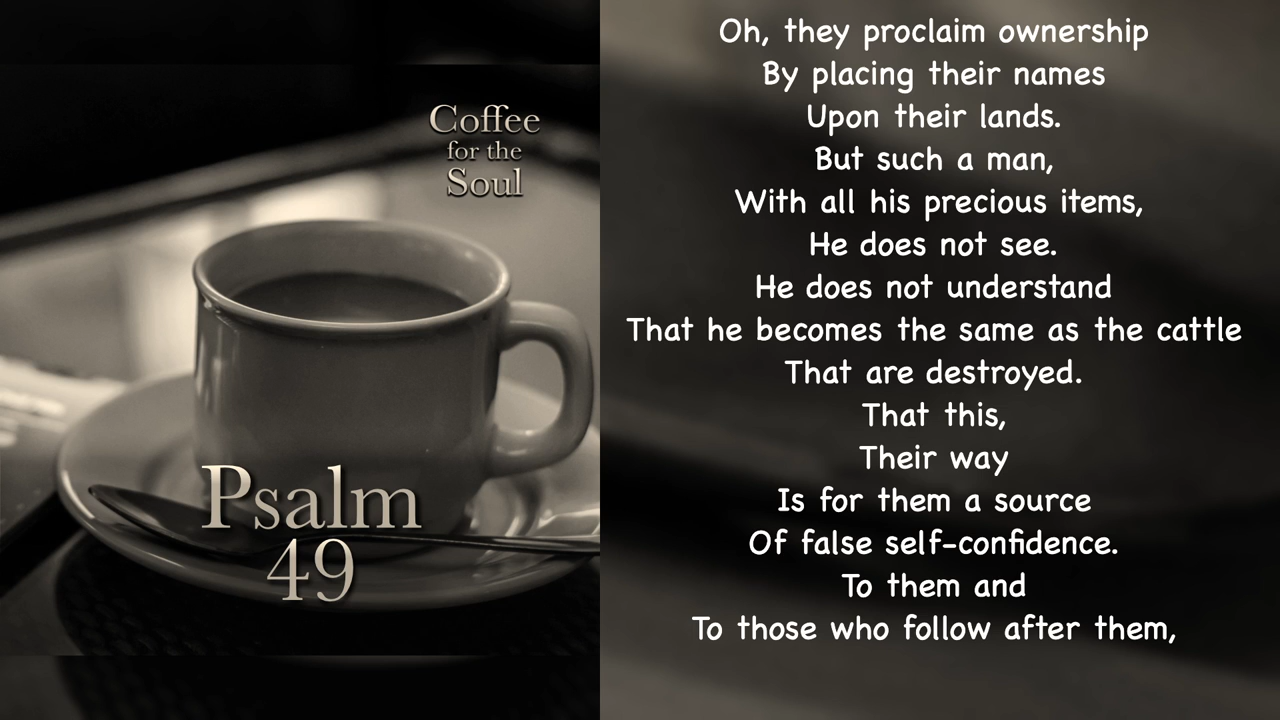 Coffee
for the
Soul
Psalm
49
Oh, they proclaim ownership
By placing their names
Upon their lands.
But such a man,
With all his precious items,
He does not see.
He does not understand
That he becomes the same as the cattle
That are destroyed.
That this,
Their way
Is for them a source
Of false self-confidence.
To them and
To those who follow after them,